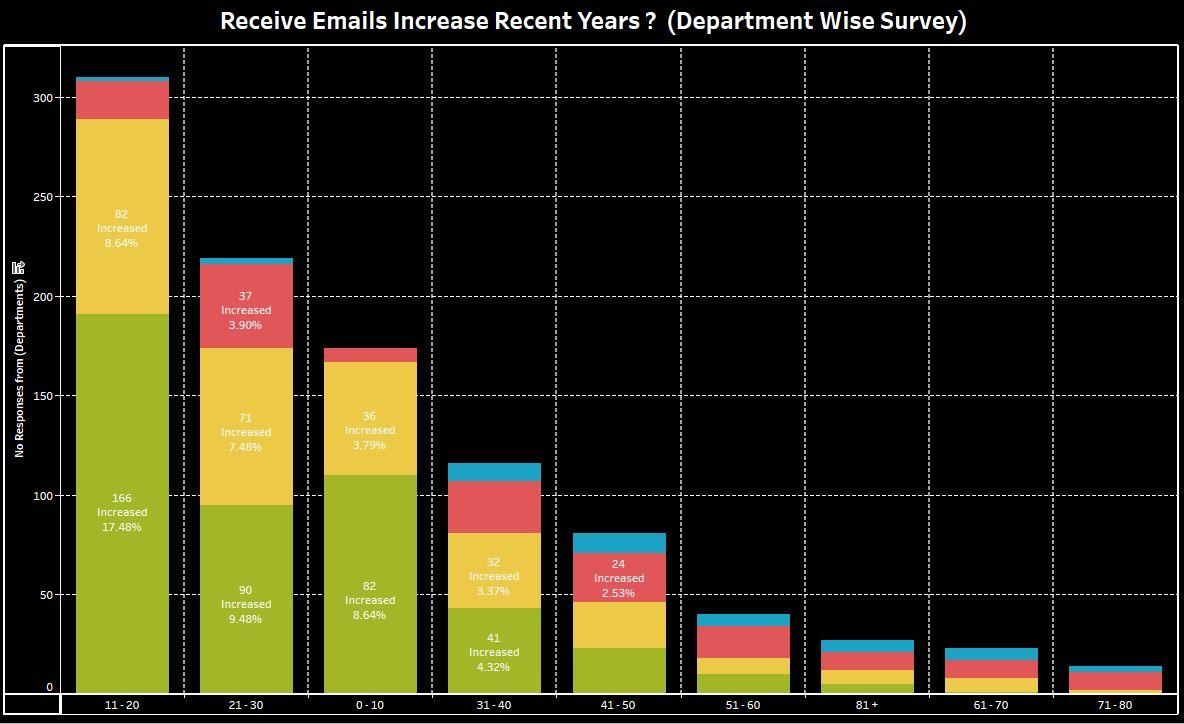 Receive Emails Increase Recent Years ? (Department Wise Survey)
No Responses from (Departments)
300
250
200
150
100
50
0
82
Increased
8.64%
166
Increased
17.48%
37
Increased
3.90%
71
Increased
7.48%
90
Increased
9.48%
36
Increased
3.79%
82
Increased
8.64%
32
Increased
3.37%
41
Increased
4.32%
24
Increased
2.53%
11 - 20
21 - 30
0 - 10
31 - 40
41 - 50
51 - 60
81 +
61 - 70
71 - 80